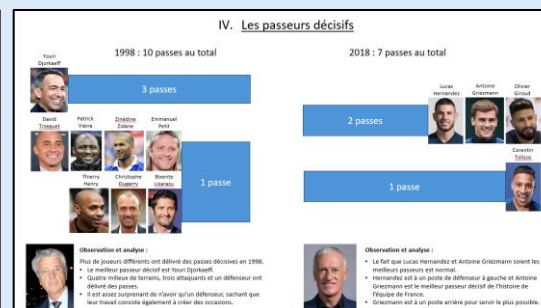 IV. Les passeurs décisifs
1998 : 10 passes au total
Youri
Djorkaeff
3 passes
David
Trezeguet
Patrick
Vieira
Zinédine
Zidane
Emmanuel
Petit
Thierry
Henry
Christophe
Dugarry
Bixente
Lizarazu
1 passe
Observation et analyse :
Plus de joueurs différents ont délivré des passes décisives en 1998.
• Le meilleur passeur décisif est Youri Djorkaeff.
• Quatre milieux de terrains, trois attaquants et un défenseur ont
délivré des passes.
• Il est assez surprenant de n'avoir qu'un défenseur, sachant que
leur travail consiste également à créer des occasions.
2018 : 7 passes au total
Lucas
Hernandez
Antoine
Griezmann
Olivier
Giroud
2 passes
Corentin
Tolisso
1 passe
Observation et analyse :
• Le fait que Lucas Hernandez et Antoine Griezmann soient les
meilleurs passeurs est normal.
• Hernandez est à un poste de défenseur à gauche et Antoine
Griezmann est le meilleur passeur décisif de l'histoire de
l'équipe de France.
• Griezmann est à un poste arrière pour servir le plus possible.